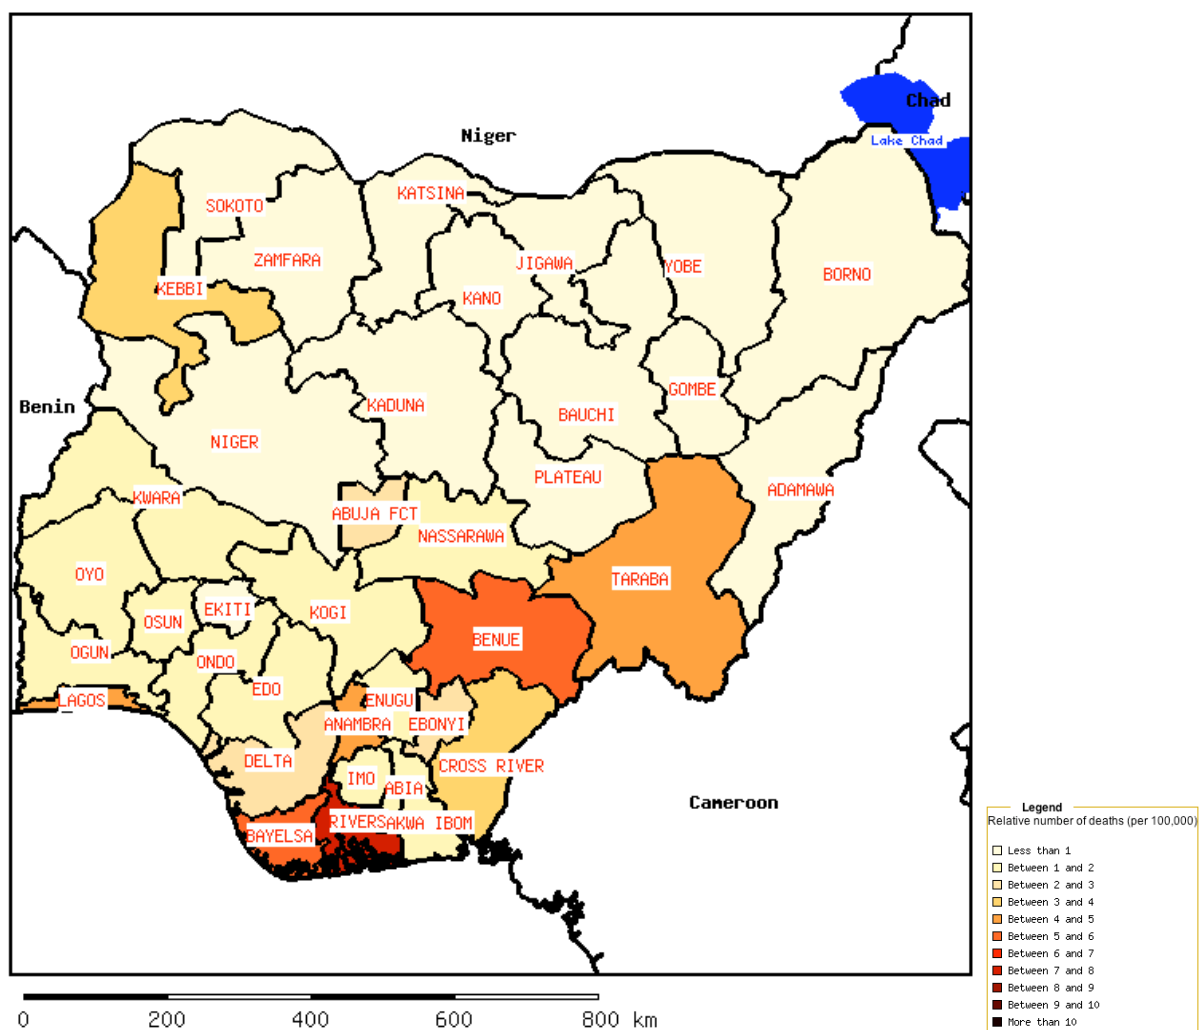 Chad
Niger
Lake Chad
KATSINA
SOKOTO
ZAMFARA
JIGAWA
YOBE
BORNO
KEBBI
KANO
GOMBE
Benin
KADUNA
BAUCHI
NIGER
PLATEAU
ADAMAWA
KWARA
ABUJA FCT
NASSARAWA
OYO
TARABA
EKITI
KOGI
OSUN
BENUE
OGUN
ONDO
EDO
LAGOS
ENUGU
ANAMBRA
EBONYI
DELTA
CROSS RIVER
IMO
ABIA
Cameroon
RIVERS
AKWA IBOM
BAYELSA
Legend
Relative number of deaths (per 100,000)
Less than 1
Between 1 and 2
Between 2 and 3
Between 3 and 4
Between 4 and 5
Between 5 and 6
Between 6 and 7
Between 7 and 8
Between 8 and 9
Between 9 and 10
More than 10
0 200 400 600 800 km